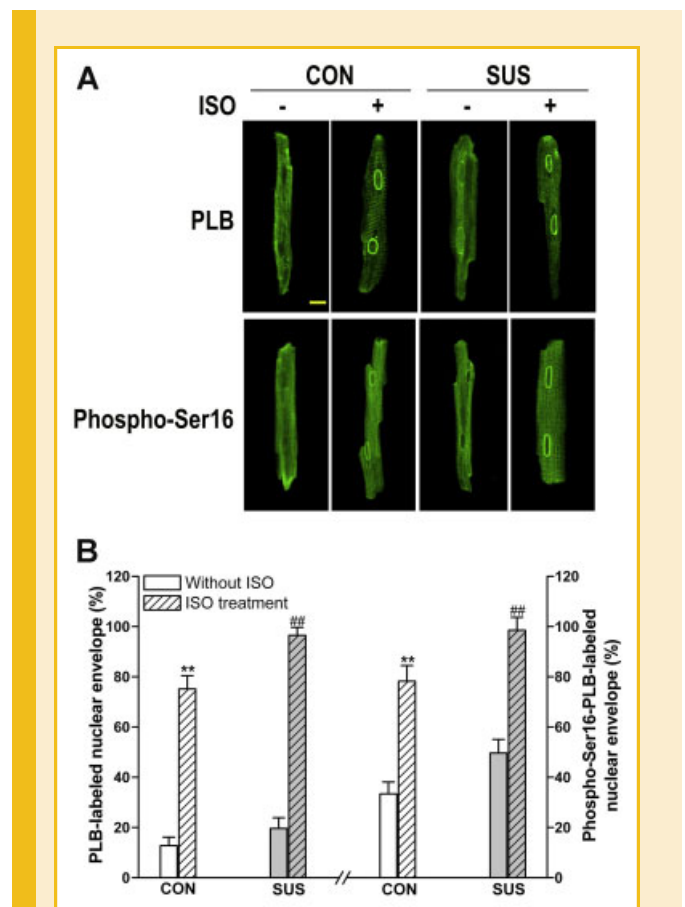 A
CON SUS
ISO - + - +
PLB
Phospho-Ser16
B
Without ISO
ISO treatment
PLB-labeled nuclear envelope (%)
120
100
80
60
40
20
0
**
##
**
##
CON SUS // CON SUS
120
100
80
60
40
20
0
Phospho-Ser16-PLB-labeled
nuclear envelope (%)